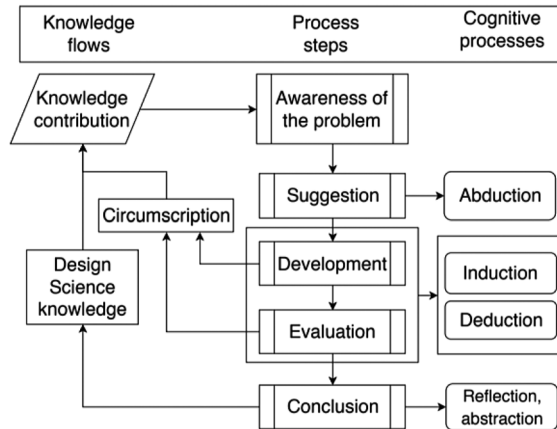 Knowledge
flows
Process
steps
Cognitive
processes
Knowledge
contribution
Awareness of
the problem
Suggestion
Abduction
Circumscription
Development
Induction
Design
Science
knowledge
Evaluation
Deduction
Conclusion
Reflection,
abstraction